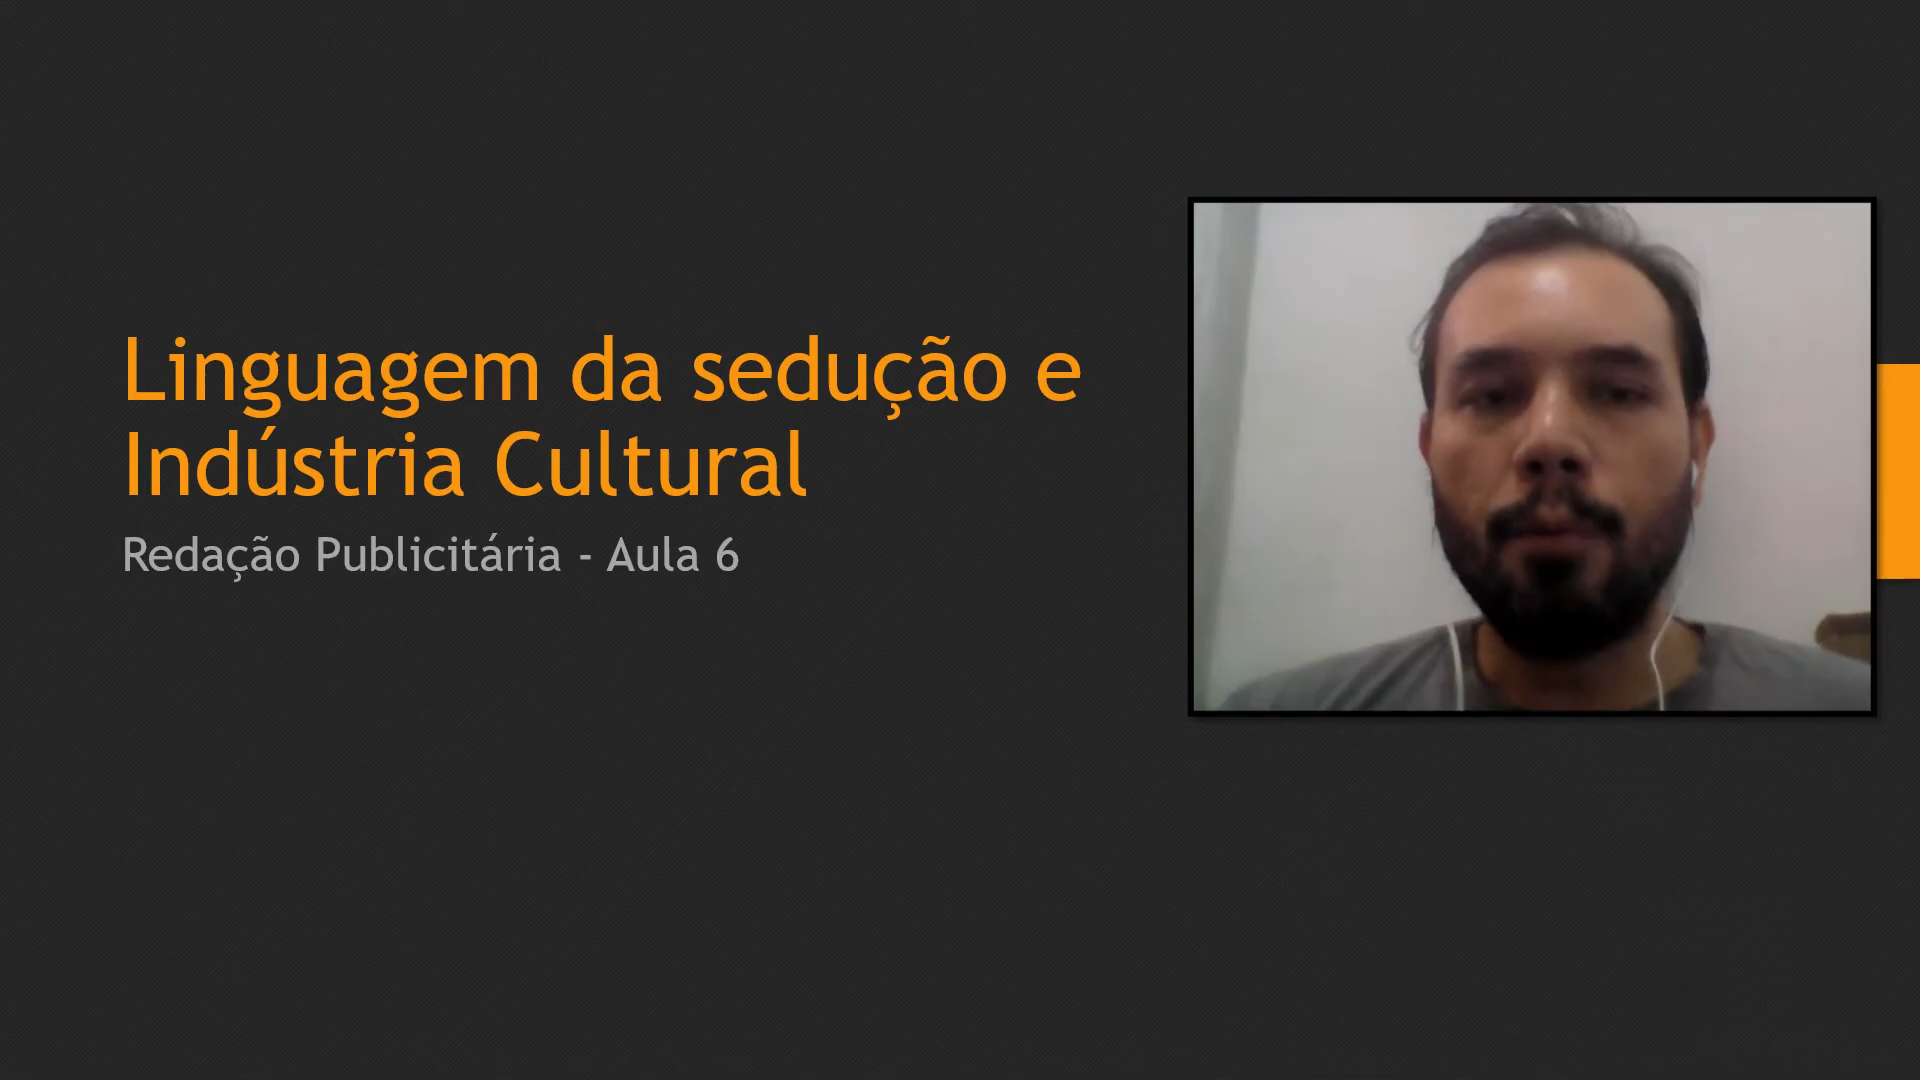 Linguagem da sedução e
Indústria Cultural
Redação Publicitária - Aula 6